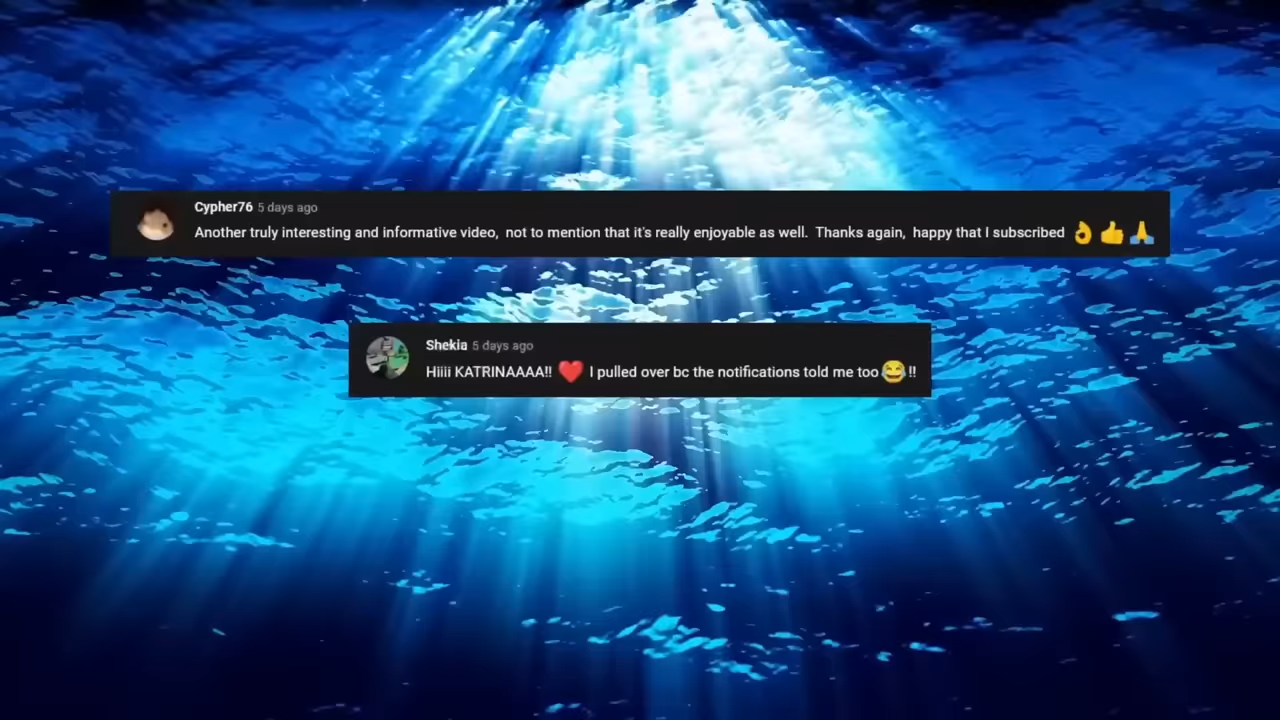 Cypher76 5 days ago
Another truly interesting and informative video, not to mention that it's really enjoyable as well. Thanks again, happy that I subscribed 👌👍🙏
Shekia 5 days ago
Hiiii KATRINAAAA!! ❤️ I pulled over bc the notifications told me too😂!!